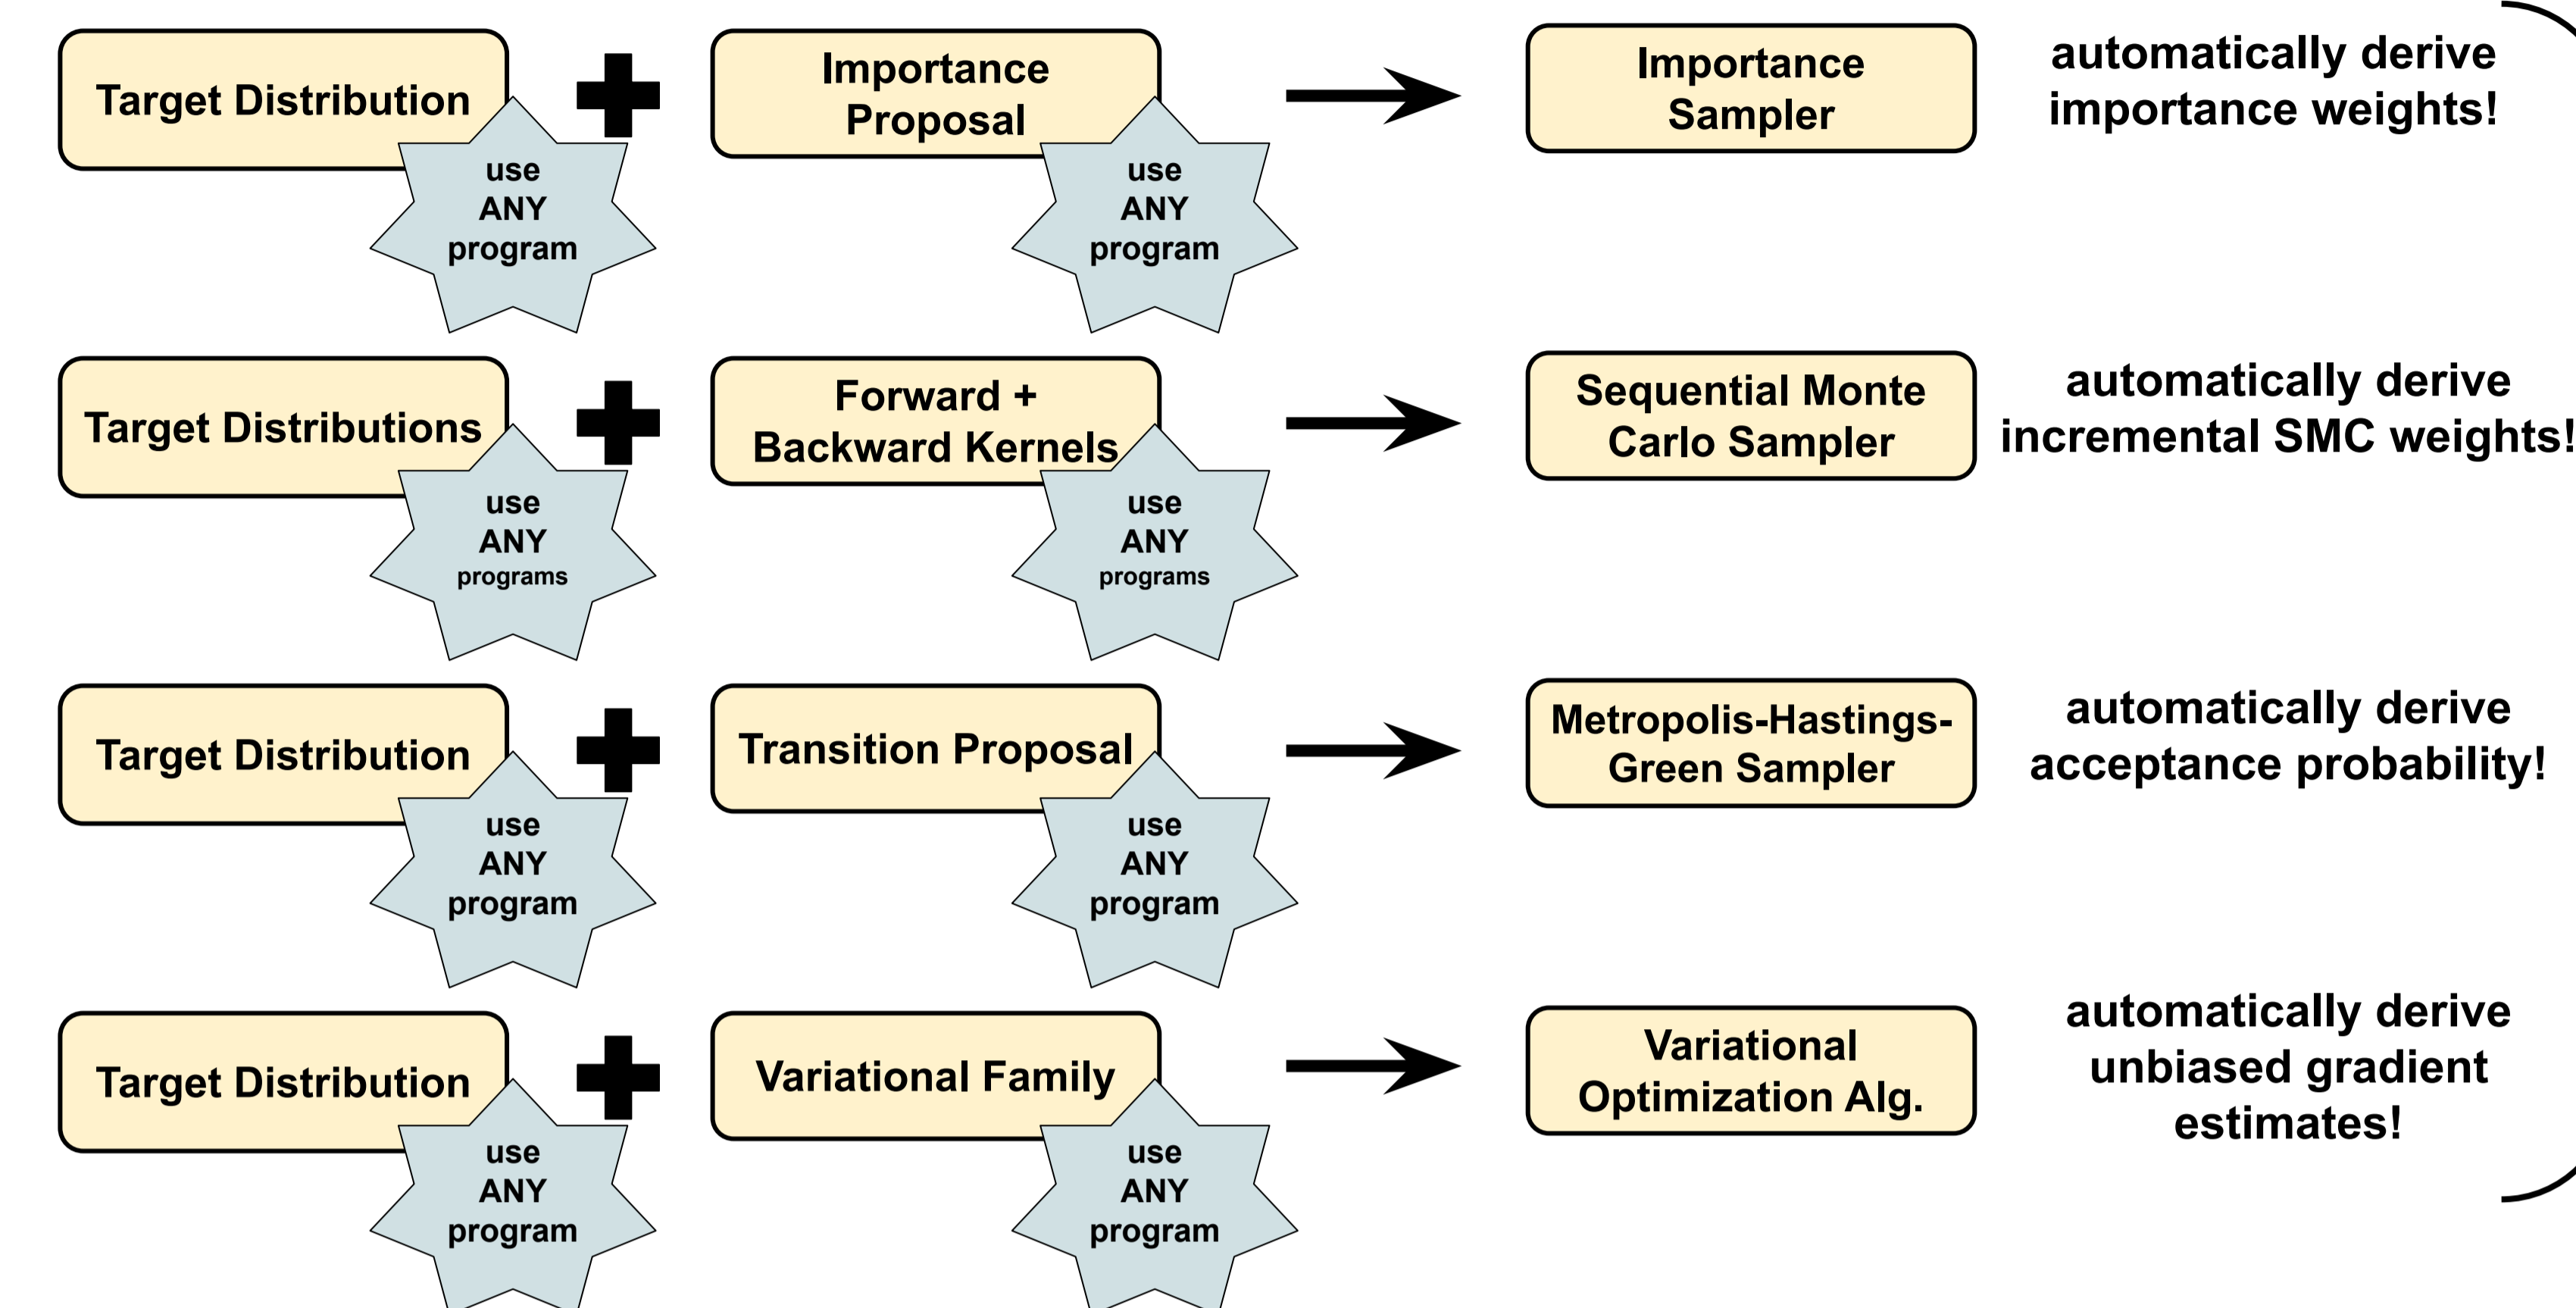 Target Distribution
use
ANY
program
Importance
Proposal
use
ANY
program
Importance
Sampler
automatically derive
importance weights!
Target Distributions
use
ANY
programs
Forward +
Backward Kernels
use
ANY
programs
Sequential Monte
Carlo Sampler
automatically derive
incremental SMC weights!
Target Distribution
use
ANY
program
Transition Proposal
use
ANY
program
Metropolis-Hastings-
Green Sampler
automatically derive
acceptance probability!
Target Distribution
use
ANY
program
Variational Family
use
ANY
program
Variational
Optimization Alg.
automatically derive
unbiased gradient
estimates!